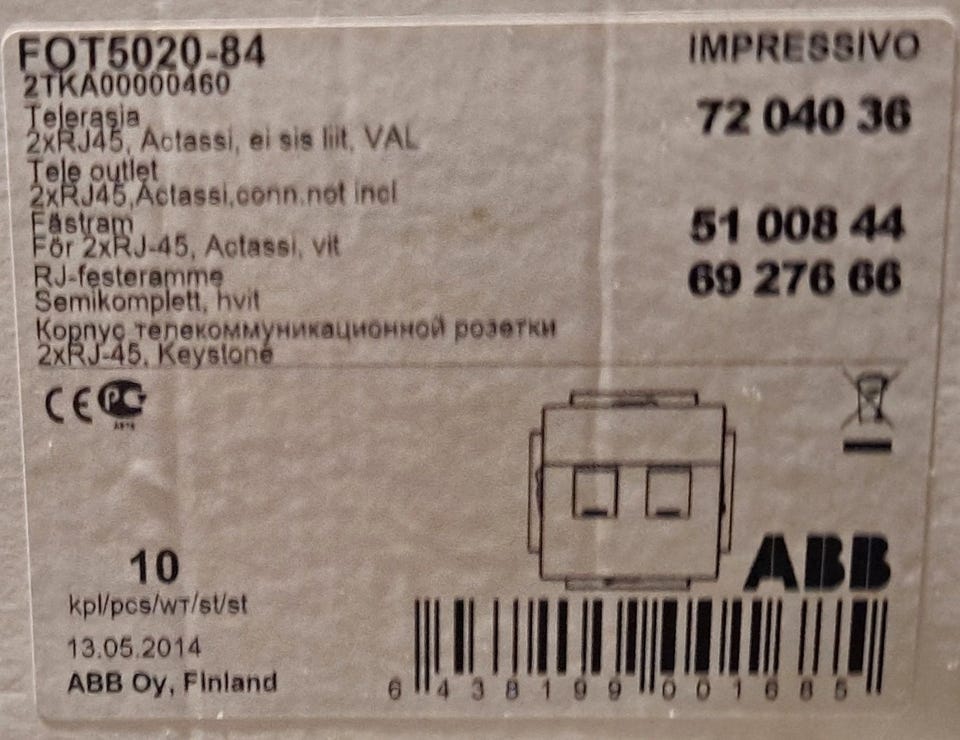 FOT5020-84
IMPRESSIVO
2TKA00000460
Telerasia
72 040 36
2xRJ45, Actassi, ei sis liit, VAL
Tele outlet
2xRJ45,Actassi,conn.not incl
Fästram
51 008 44
För 2xRJ-45, Actassi, vit
RJ-festeramme
69 276 66
Semikomplett, hvit
Корпус телекоммуникационной розетки
2xRJ-45, Keystone
CE
ABB
10
kpl/pcs/шт/st/st
13.05.2014
ABB Oy, Finland
6 438199 001685